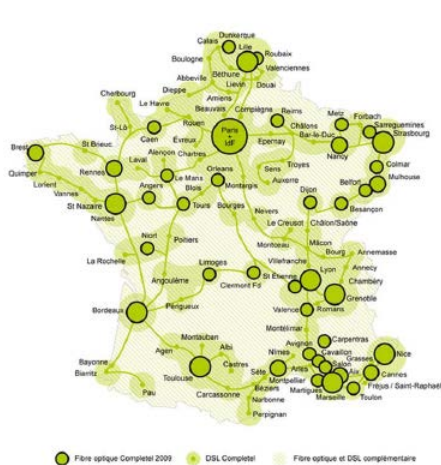 Dunkerque
Calais
Lille
Roubaix
Boulogne
Valenciennes
Béthune
Douai
Abbeville
Lievin
Dieppe
Amiens
Cherbourg
Beauvais
Compiègne
Le Havre
Reims
Metz
Forbach
Rouen
Sarreguemines
St-Lô
Paris
+
IdF
Châlons
Strasbourg
Caen
Bar-le-Duc
Brest
St Brieuc
Évreux
Epernay
Alençon
Chartres
Nancy
Quimper
Laval
Orleans
Troyes
Colmar
Rennes
Sens
Lorient
Le Mans
Mulhouse
Vannes
Angers
Blois
Montargis
Auxerre
Belfort
Dijon
St Nazaire
Tours
Bourges
Besançon
Nantes
Nevers
Niort
Le Creusot
Châlon/Saône
Poitiers
Montceau
Mâcon
Bourg
Annemasse
La Rochelle
Limoges
Villefranche
Annecy
Lyon
Angoulème
St Étienne
Chambéry
Clermont Fd
Périgueux
Grenoble
Bordeaux
Valence
Romans
Montélimar
Montauban
Carpentras
Albi
Avignon
Agen
Cavaillon
Nîmes
Grasses
Nice
Bayonne
Castres
Salon
Biarritz
Toulouse
Sète
Arles
Aix
Cannes
Béziers
Montpellier
Pau
Carcassonne
Martigues
Fréjus / Saint-Raphaël
Narbonne
Marseille
Toulon
Perpignan
Fibre optique Completel 2009
DSL Completel
Fibre optique et DSL complémentaire